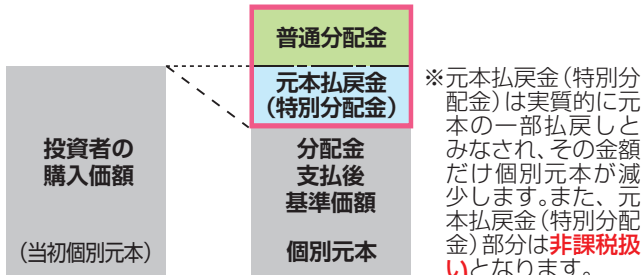 普通分配金
元本払戻金
(特別分配金)
投資者の
購入価額
(当初個別元本)
分配金
支払後
基準価額
個別元本
※元本払戻金(特別分
配金)は実質的に元
本の一部払戻しと
みなされ、その金額
だけ個別元本が減
少します。また、元
本払戻金(特別分配
金)部分は非課税扱
いとなります。